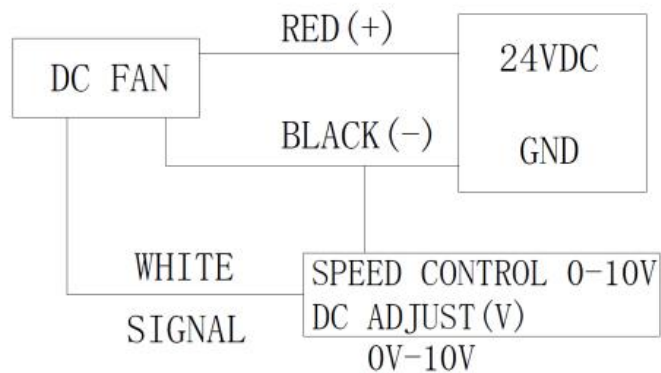 RED(+)
DC FAN
24VDC
BLACK(-)
GND
WHITE
SIGNAL
SPEED CONTROL 0-10V
DC ADJUST(V)
0V-10V